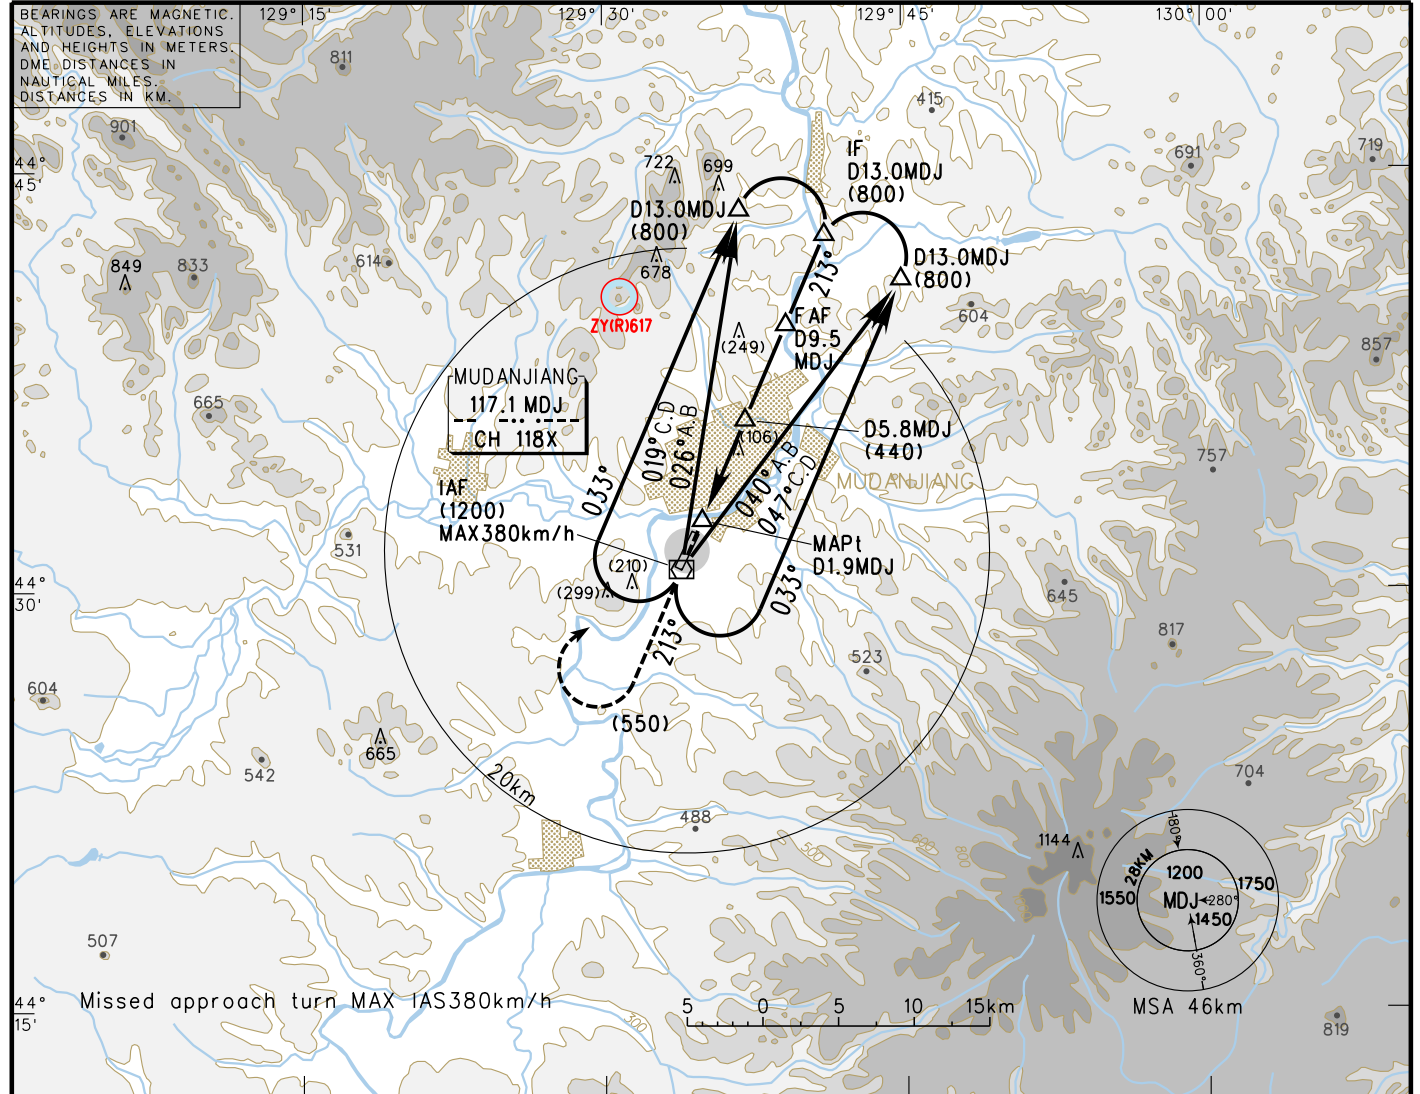 BEARINGS ARE MAGNETIC.
ALTITUDES, ELEVATIONS
AND HEIGHTS IN METERS.
DME DISTANCES IN
NAUTICAL MILES.
DISTANCES IN KM.
129° 15'
129° 30'
129° 45'
130° 00'
811
901
415
44°
45'
719
691
722
699
IF
D13.0MDJ
(800)
D13.0MDJ
(800)
849
833
614
678
213°
D13.0MDJ
(800)
604
ZY(R)617
FAF
D9.5
MDJ
(249)
857
MUDANJIANG
117.1 MDJ
CH 118X
665
019° C.D
026° A.B
(106)
D5.8MDJ
(440)
757
MUDANJIANG
040° A.B
047° C.D
033°
IAF
(1200)
MAX380km/h
531
MAPt
D1.9MDJ
(210)
(299)
033°
44°
30'
645
817
213°
523
604
(550)
665
542
20km
704
488
500
600
800
1144
180°
28KM
1200
1550
MDJ
280°
1750
1450
360°
507
44°
15'
Missed approach turn MAX IAS380km/h
300
5 0 5 10 15km
MSA 46km
819